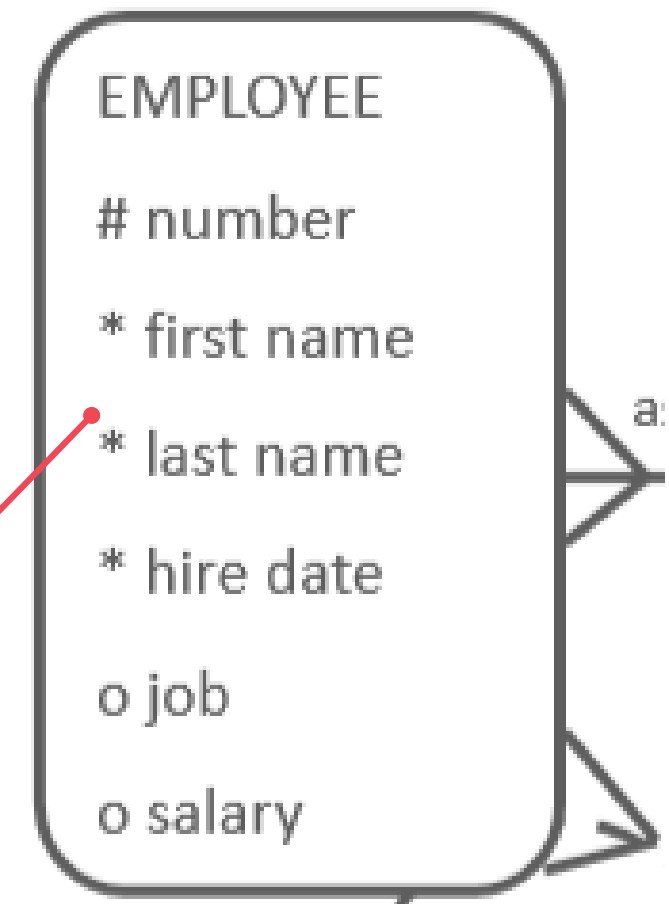 EMPLOYEE
# number
* first name
* last name
* hire date
o job
o salary